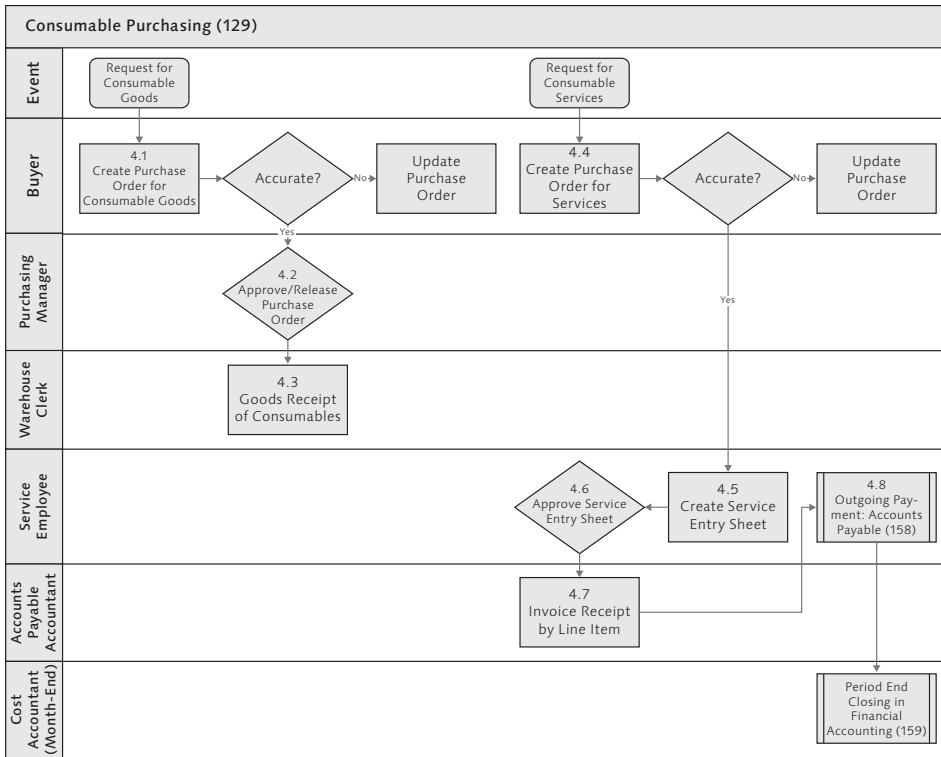 Consumable Purchasing (129)
Event
Request for
Consumable
Goods
Request for
Consumable
Services
Buyer
4.1
Create Purchase
Order for
Consumable Goods
Accurate?
No
Update
Purchase
Order
4.4
Create Purchase
Order for
Services
Accurate?
No
Update
Purchase
Order
Yes
Purchasing
Manager
4.2
Approve/Release
Purchase
Order
Yes
Warehouse
Clerk
4.3
Goods Receipt
of Consumables
Service
Employee
4.6
Approve Service
Entry Sheet
4.5
Create Service
Entry Sheet
4.8
Outgoing Pay-
ment: Accounts
Payable (158)
Accounts
Payable
Accountant
4.7
Invoice Receipt
by Line Item
Cost
Accountant
(Month-End)
Period End
Closing in
Financial
Accounting (159)